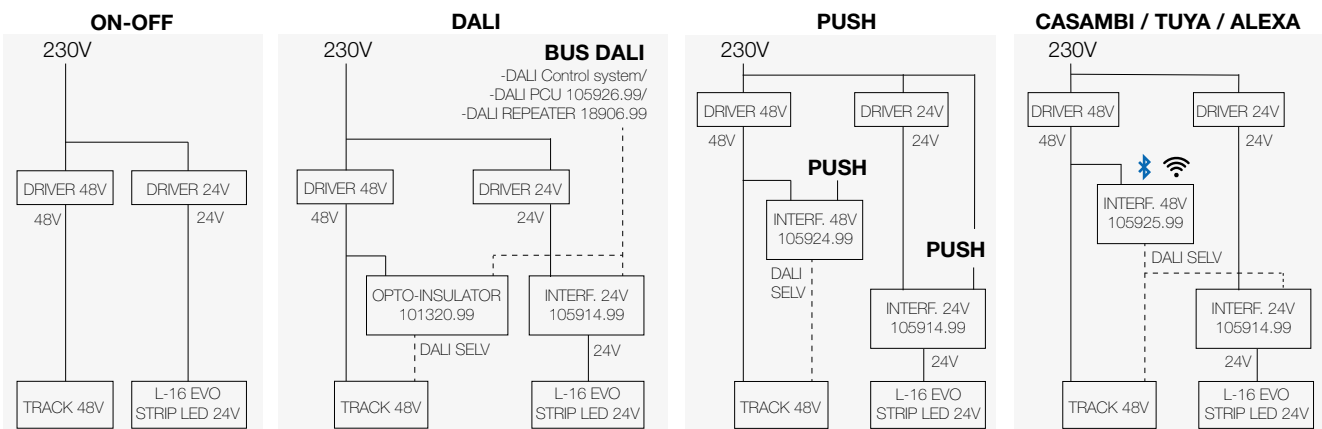 ON-OFF
230V
DRIVER 48V
DRIVER 24V
48V
24V
TRACK 48V
L-16 EVO
STRIP LED 24V
DALI
230V
BUS DALI
-DALI Control system/
-DALI PCU 105926.99/
-DALI REPEATER 18906.99
DRIVER 48V
DRIVER 24V
48V
24V
OPTO-INSULATOR
101320.99
INTERF. 24V
105914.99
DALI SELV
24V
TRACK 48V
L-16 EVO
STRIP LED 24V
PUSH
230V
DRIVER 48V
DRIVER 24V
48V
24V
PUSH
INTERF. 48V
105924.99
PUSH
DALI
SELV
INTERF. 24V
105914.99
24V
TRACK 48V
L-16 EVO
STRIP LED 24V
CASAMBI / TUYA / ALEXA
230V
DRIVER 48V
DRIVER 24V
48V
24V
INTERF. 48V
105925.99
DALI SELV
INTERF. 24V
105914.99
24V
TRACK 48V
L-16 EVO
STRIP LED 24V